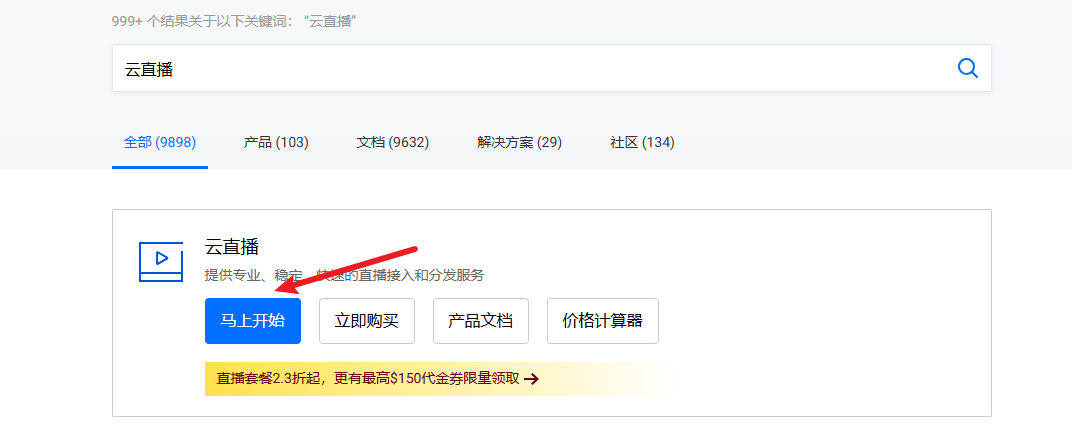 999+ 个结果关于以下关键词： “云直播”
云直播
全部 (9898) 产品 (103) 文档 (9632) 解决方案 (29) 社区 (134)
云直播
提供专业、稳定、快速的直播接入和分发服务
马上开始 立即购买 产品文档 价格计算器
直播套餐2.3折起，更有最高$150代金券限量领取